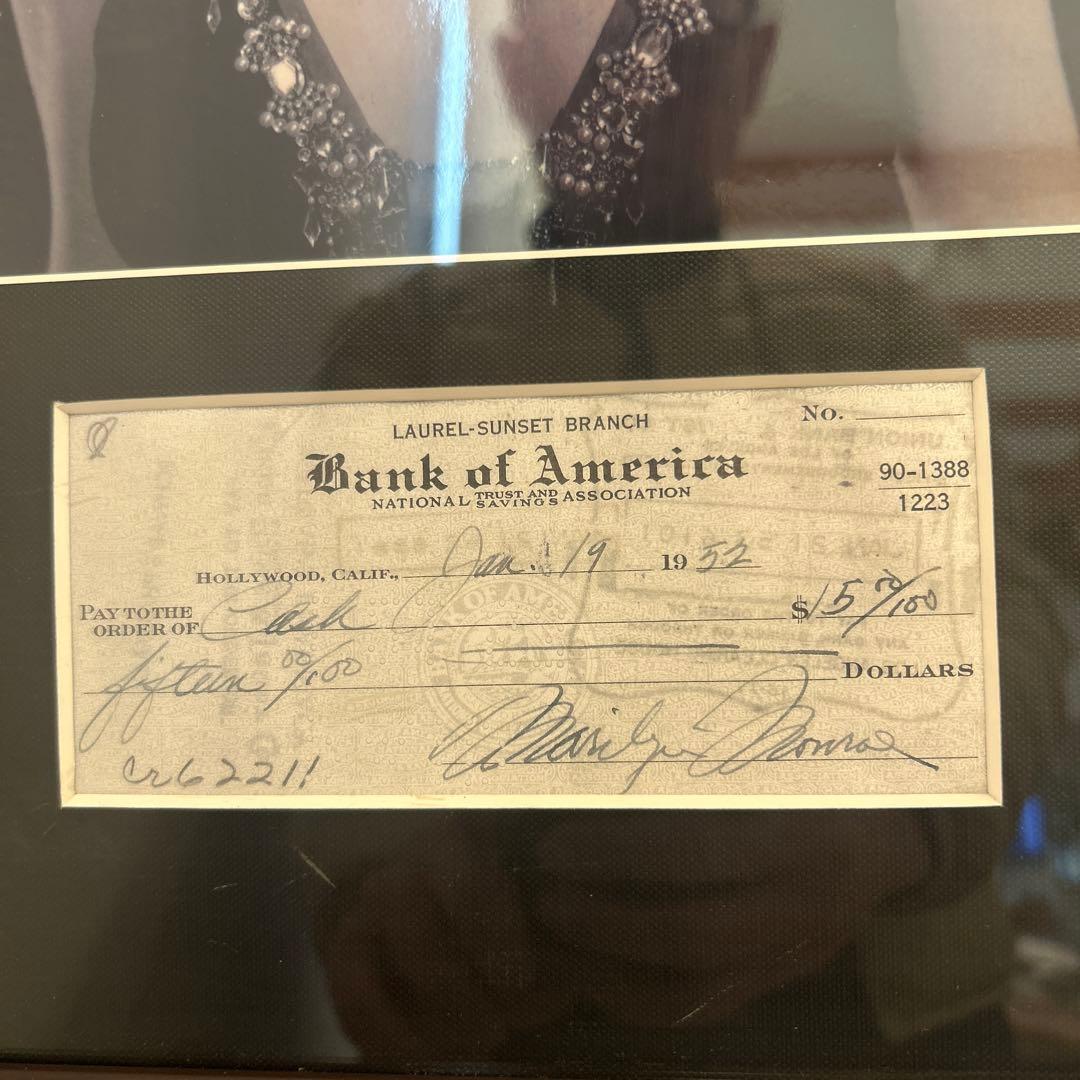 LAUREL-SUNSET BRANCH
No.
Bank of America
NATIONAL TRUST AND SAVINGS ASSOCIATION
90-1388
1223
HOLLYWOOD, CALIF., Jan. 19 1952
PAY TO THE ORDER OF Cash $15 00/100
fifteen 00/100 DOLLARS
Marilyn Monroe
cr62211